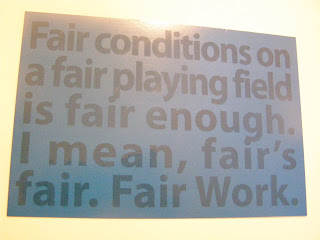 Fair conditions on
a fair playing field
is fair enough.
I mean, fair's
fair. Fair Work.